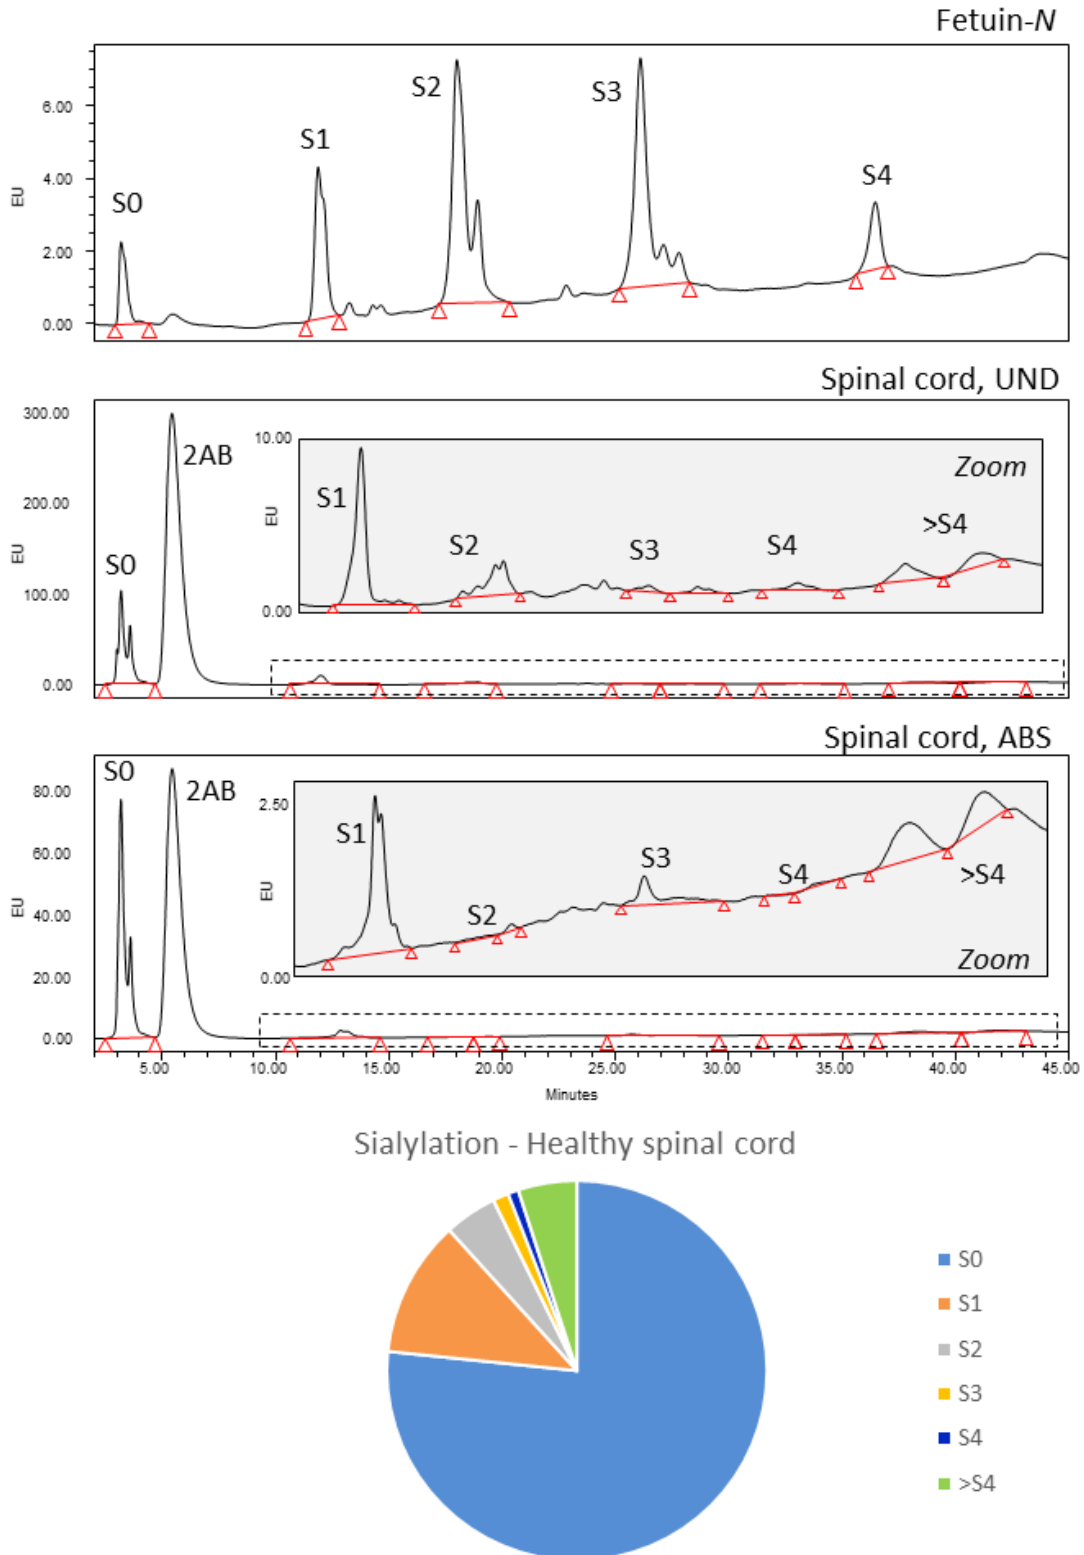 Fetuin-N
S0
S1
S2
S3
S4
EU
6.00
4.00
2.00
0.00
Spinal cord, UND
300.00
200.00
100.00
0.00
EU
S0
2AB
10.00
0.00
EU
Zoom
S1
S2
S3
S4
>S4
Spinal cord, ABS
80.00
60.00
40.00
20.00
0.00
EU
S0
2AB
2.50
0.00
EU
S1
S2
S3
S4
>S4
Zoom
5.00 10.00 15.00 20.00 25.00 30.00 35.00 40.00 45.00
Minutes
Sialylation - Healthy spinal cord
S0
S1
S2
S3
S4
>S4